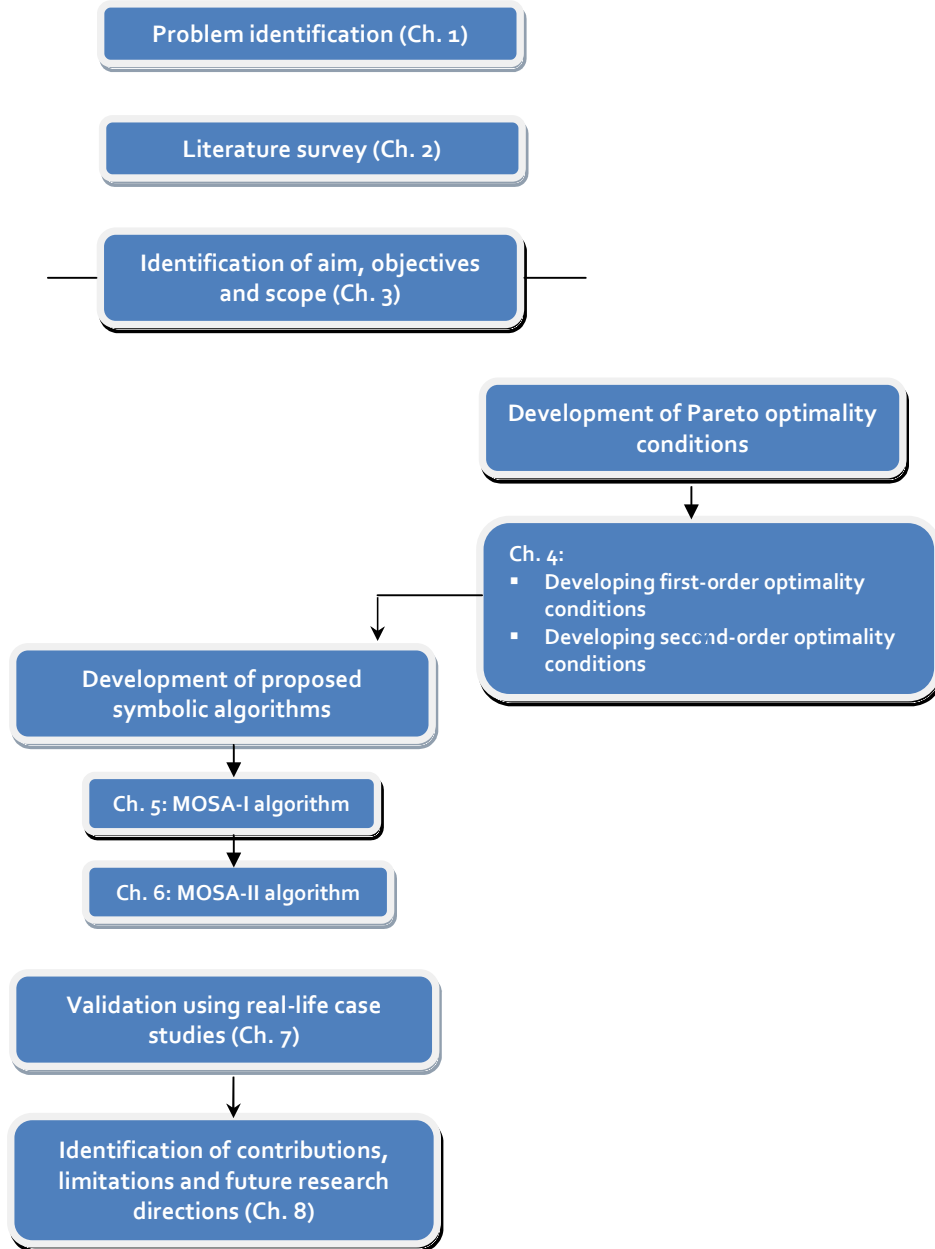 Problem identification (Ch. 1)
Literature survey (Ch. 2)
Identification of aim, objectives
and scope (Ch. 3)
Development of Pareto optimality
conditions
Ch. 4:
▪ Developing first-order optimality
conditions
▪ Developing second-order optimality
conditions
Development of proposed
symbolic algorithms
Ch. 5: MOSA-I algorithm
Ch. 6: MOSA-II algorithm
Validation using real-life case
studies (Ch. 7)
Identification of contributions,
limitations and future research
directions (Ch. 8)